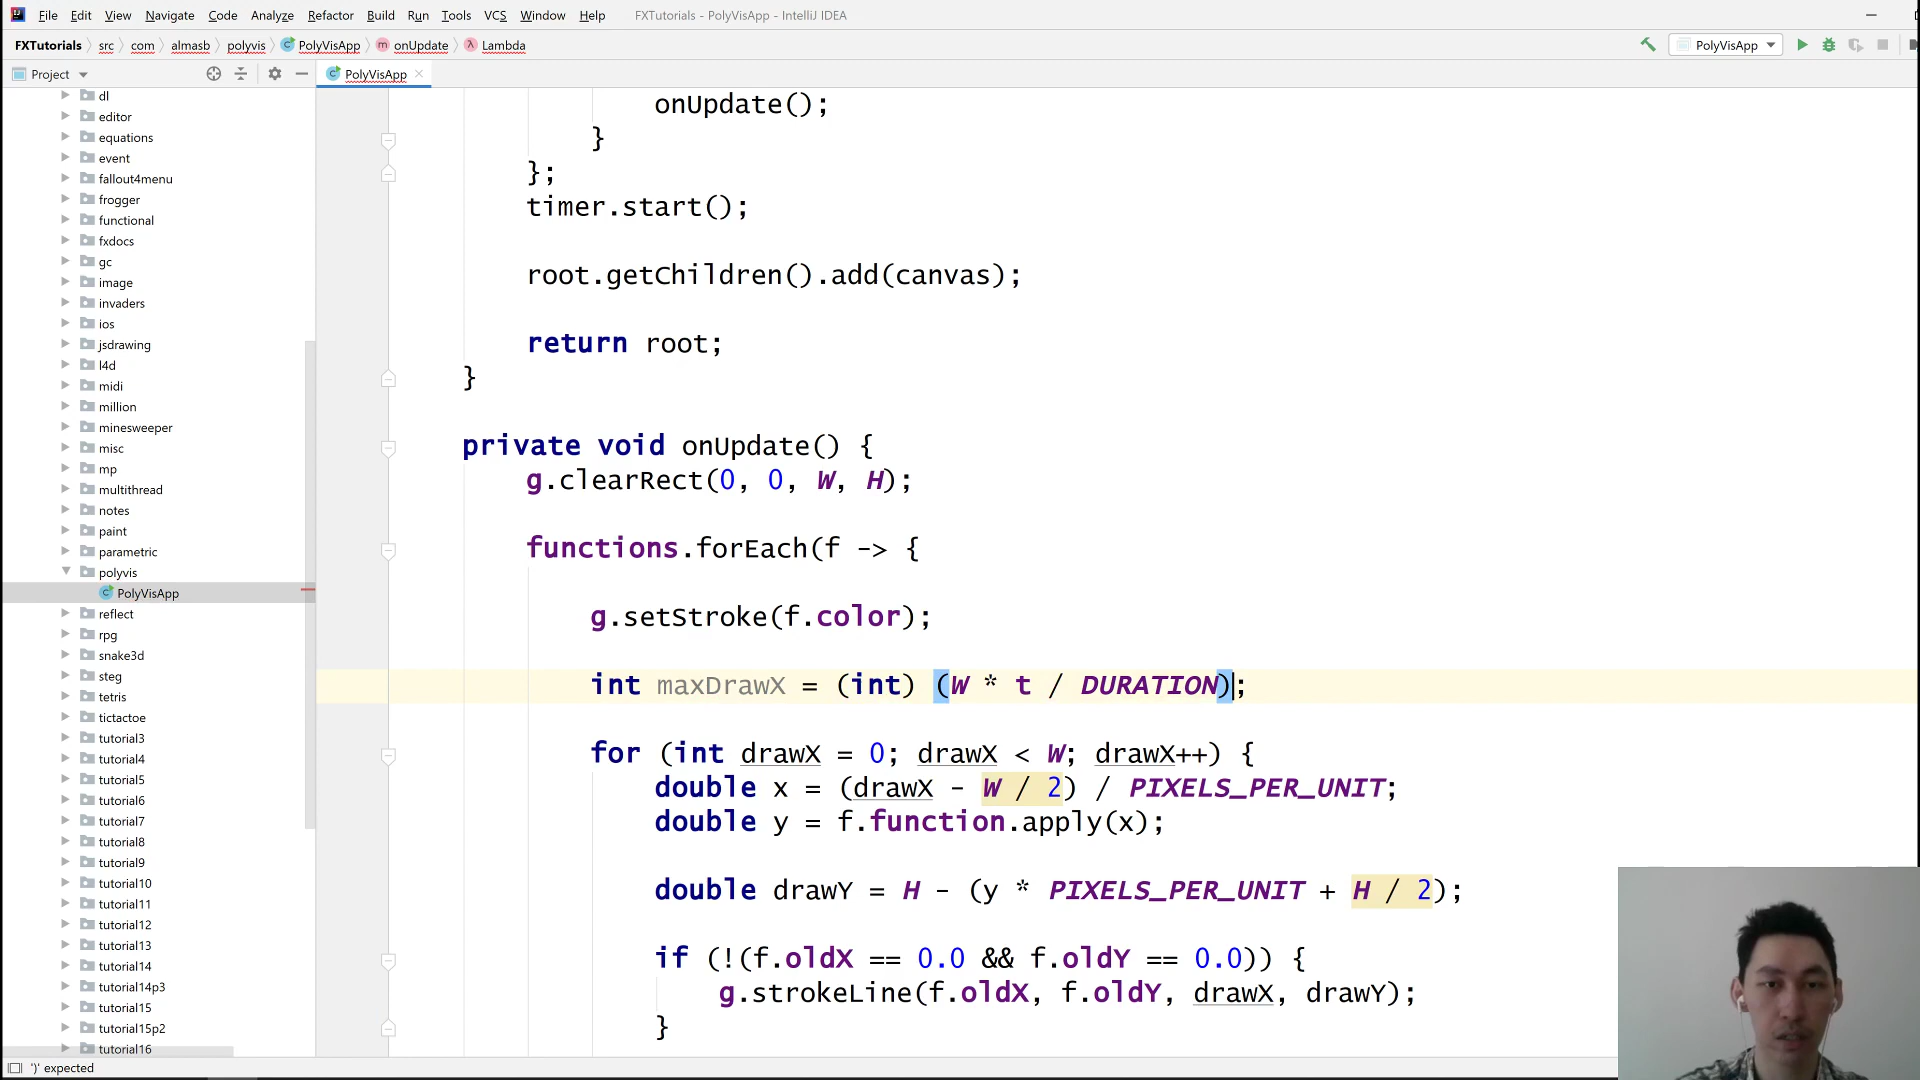 File Edit View Navigate Code Analyze Refactor Build Run Tools VCS Window Help FXTutorials - PolyVisApp - IntelliJ IDEA
FXTutorials src com almasb polyvis PolyVisApp onUpdate Lambda PolyVisApp
Project PolyVisApp
dl
editor
equations
event
fallout4menu
frogger
functional
fxdocs
gc
image
invaders
ios
jsdrawing
l4d
midi
million
minesweeper
misc
mp
multithread
notes
paint
parametric
polyvis
PolyVisApp
reflect
rpg
snake3d
steg
tetris
tictactoe
tutorial3
tutorial4
tutorial5
tutorial6
tutorial7
tutorial8
tutorial9
tutorial10
tutorial11
tutorial12
tutorial13
tutorial14
tutorial14p3
tutorial15
tutorial15p2
tutorial16
onUpdate();
}
};
timer.start();
root.getChildren().add(canvas);
return root;
}
private void onUpdate() {
g.clearRect(0, 0, W, H);
functions.forEach(f -> {
g.setStroke(f.color);
int maxDrawX = (int) (W * t / DURATION);
for (int drawX = 0; drawX < W; drawX++) {
double x = (drawX - W / 2) / PIXELS_PER_UNIT;
double y = f.function.apply(x);
double drawY = H - (y * PIXELS_PER_UNIT + H / 2);
if (!(f.oldX == 0.0 && f.oldY == 0.0)) {
g.strokeLine(f.oldX, f.oldY, drawX, drawY);
}
')' expected